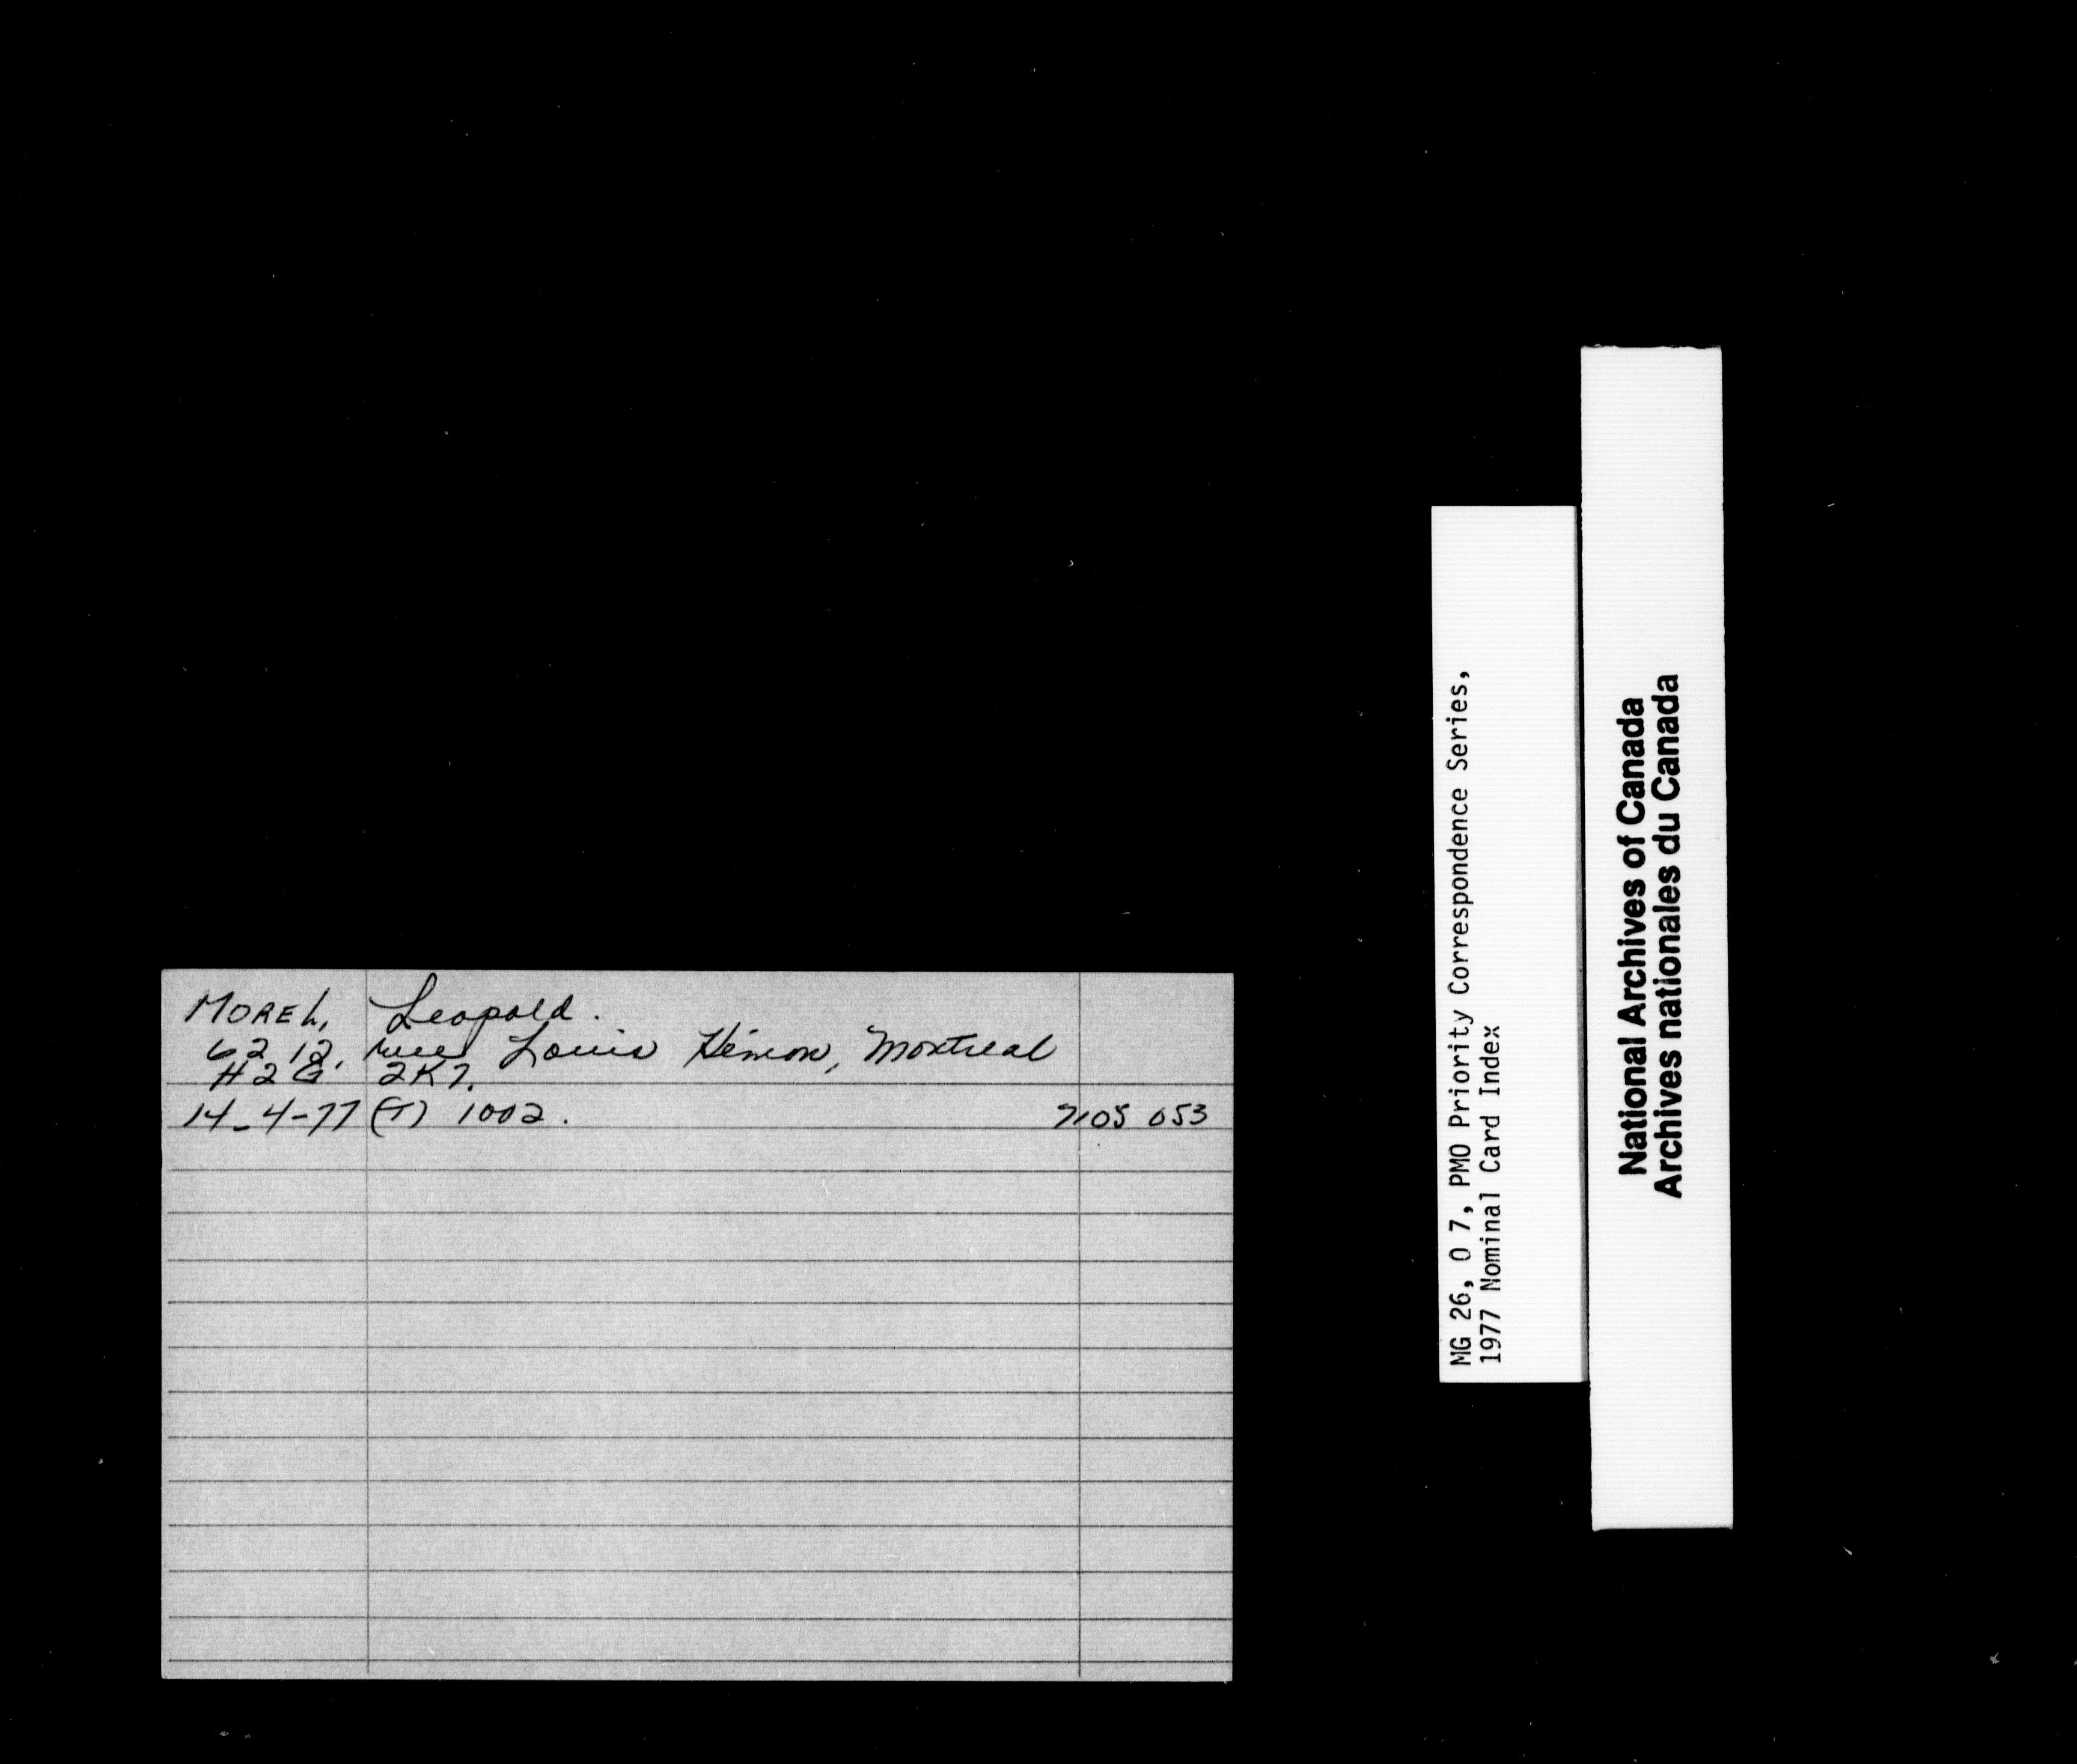 MOREL, Leopold.
6212, rue Louis Hémon, Montreal
H2G 2K7.
14-4-77 (T) 1002. 7105 053
MG 26, O 7, PMO Priority Correspondence Series,
1977 Nominal Card Index
National Archives of Canada
Archives nationales du Canada